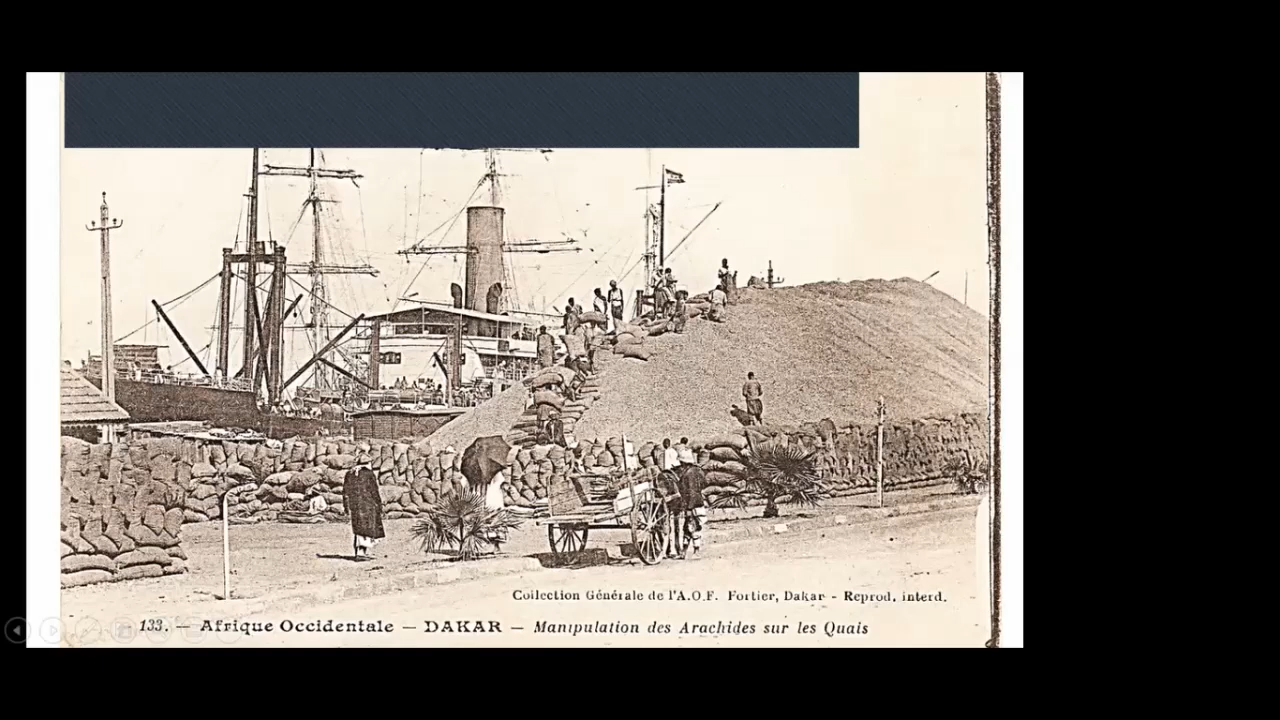 Collection Générale de l'A.O.F. Fortier, Dakar - Reprod. interd.
133. — Afrique Occidentale — DAKAR — Manipulation des Arachides sur les Quais